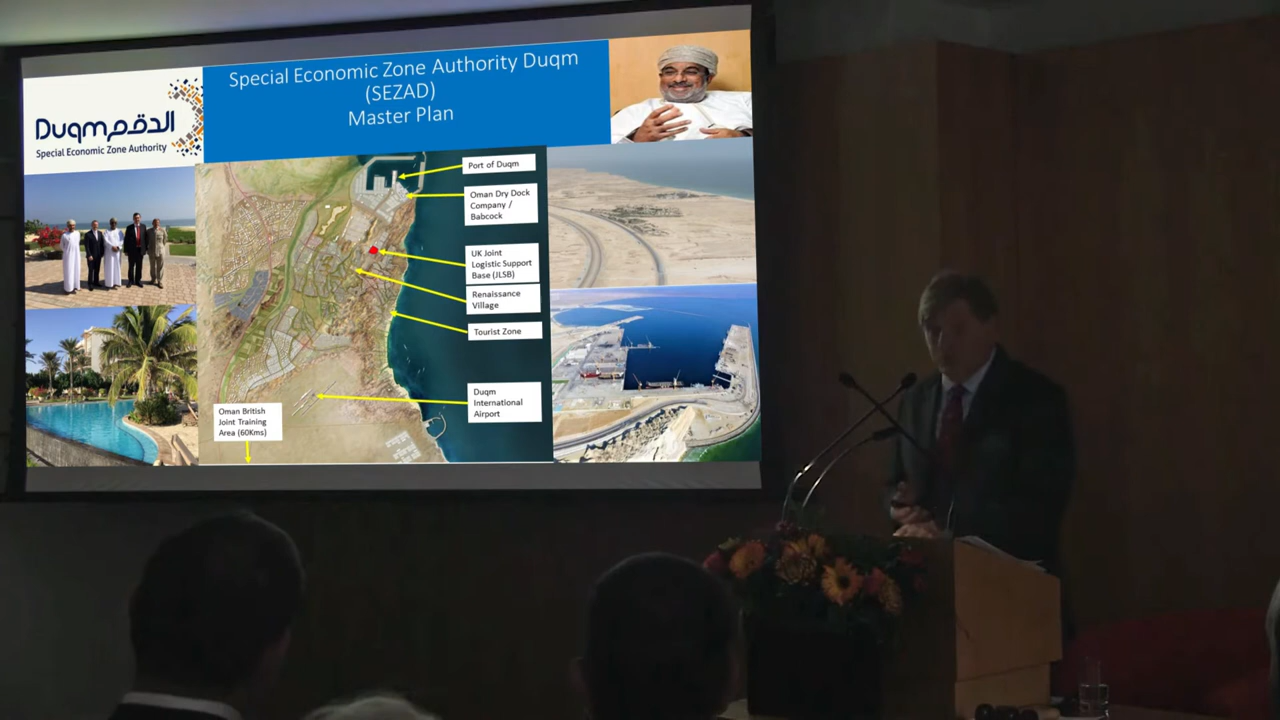 Special Economic Zone Authority Duqm
(SEZAD)
Master Plan
Duqm الدقم
Special Economic Zone Authority
Port of Duqm
Oman Dry Dock
Company /
Babcock
UK Joint
Logistic Support
Base (JLSB)
Renaissance
Village
Tourist Zone
Duqm
International
Airport
Oman British
Joint Training
Area (60Kms)